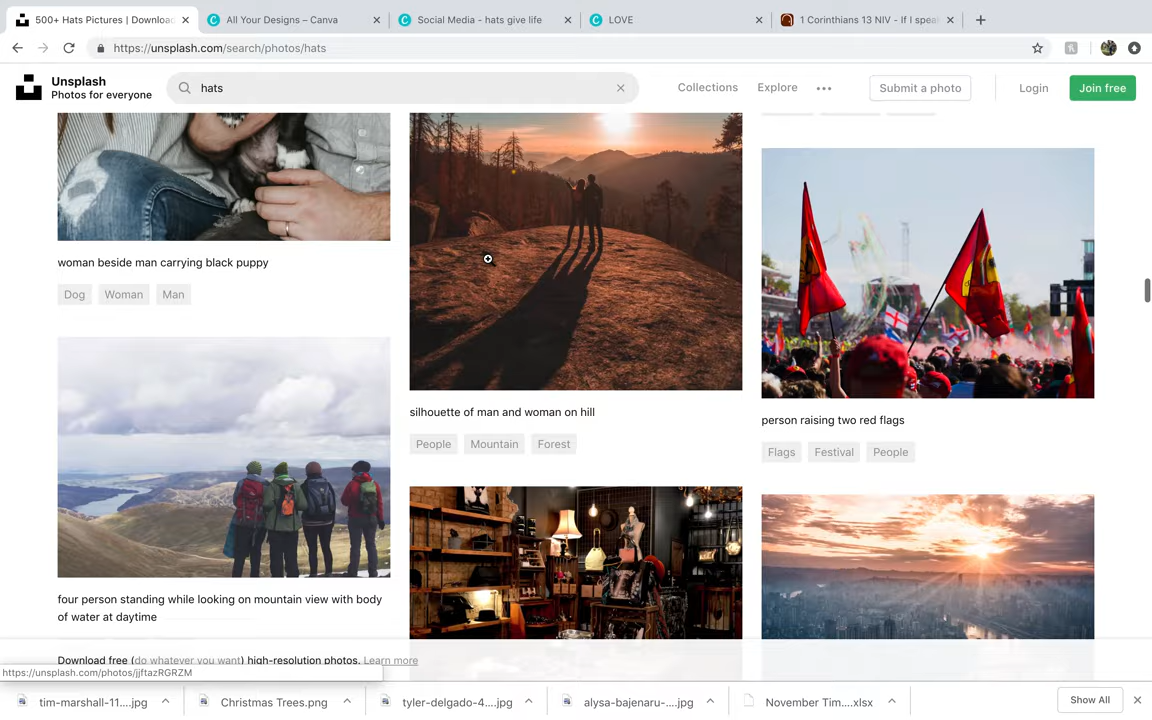 500+ Hats Pictures | Downloa
All Your Designs – Canva
Social Media - hats give life
LOVE
1 Corinthians 13 NIV - If I speak
https://unsplash.com/search/photos/hats
Unsplash
Photos for everyone
hats
Collections
Explore
Submit a photo
Login
Join free
woman beside man carrying black puppy
Dog
Woman
Man
silhouette of man and woman on hill
People
Mountain
Forest
person raising two red flags
Flags
Festival
People
four person standing while looking on mountain view with body
of water at daytime
Download free (do whatever you want) high-resolution photos. Learn more
https://unsplash.com/photos/jjftazRGRZM
tim-marshall-11....jpg
Christmas Trees.png
tyler-delgado-4....jpg
alysa-bajenaru-....jpg
November Tim....xlsx
Show All